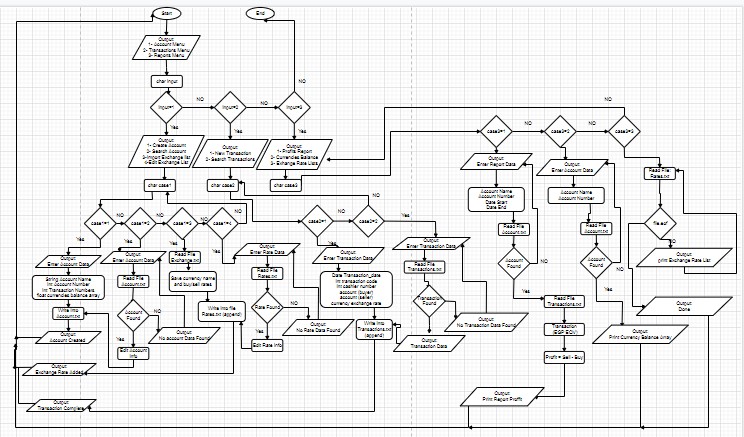 Start
End
Output:
1- Account Menu
2- Transactions Menu
3- Reports Menu
char input
input=1
NO
input=2
NO
input=3
NO
Yes
Yes
Yes
Output:
1- Create Account
2- Search Account
3-Import Exchange list
4-Edit Exchange List
Output:
1- New Transaction
2- Search Transactions
Output:
1- Profits Report
2- Currencies Balance
3- Exchange Rate Lists
char case1
char case2
char case3
case3=1
NO
case3=2
NO
case3=3
NO
Yes
Yes
Yes
Output:
Enter Report Data
Output:
Enter Account Data
Read File:
Rates.txt
Account Name
Account Number
Date Start
Date End
Account Name
Account Number
Read File
Account.txt
Read File
Account.txt
file.eof
NO
Output:
print Exchange Rate List
Account
Found
NO
Account
Found
NO
Yes
Yes
Read File
Transactions.txt
Output:
Done
Transaction
(EGP EQV)
Output:
Print Currency Balance Array
Profit = Sell - Buy
Output:
Print Report Profit
case1=1
NO
case1=2
NO
case1=3
NO
case1=4
NO
Yes
Yes
Yes
Yes
case2=1
NO
case2=2
NO
Yes
Yes
Output:
Enter Account Data
Output:
Enter Account Data
Read File
Exchange.txt
Output:
Enter Rate Data
Output:
Enter Transaction Data
Output:
Enter Transaction Data
String Account Name
int Account Number
int Transaction Numbers
float currencies balance array
Read File
Account.txt
Save currency name
and buy/sell rates
Read File
Rates.txt
Date Transaction_date
int transaction code
int cashier number
account (buyer)
account (seller)
currency exchange rate
Read File
Transactions.txt
Write Into
Account.txt
Account
Found
NO
Yes
Write Into file
Rates.txt (append)
Rate Found
NO
Yes
Transaction
Found
NO
Yes
Output:
Account Created
Output:
No account Data Found
Output:
No Rate Data Found
Write Into
Transactions.txt
(append)
Output:
No Transaction Data Found
Edit Account
Info
Edit Rate Info
Output:
Transaction Data
Output:
Exchange Rate Added
Output:
Transaction Complete